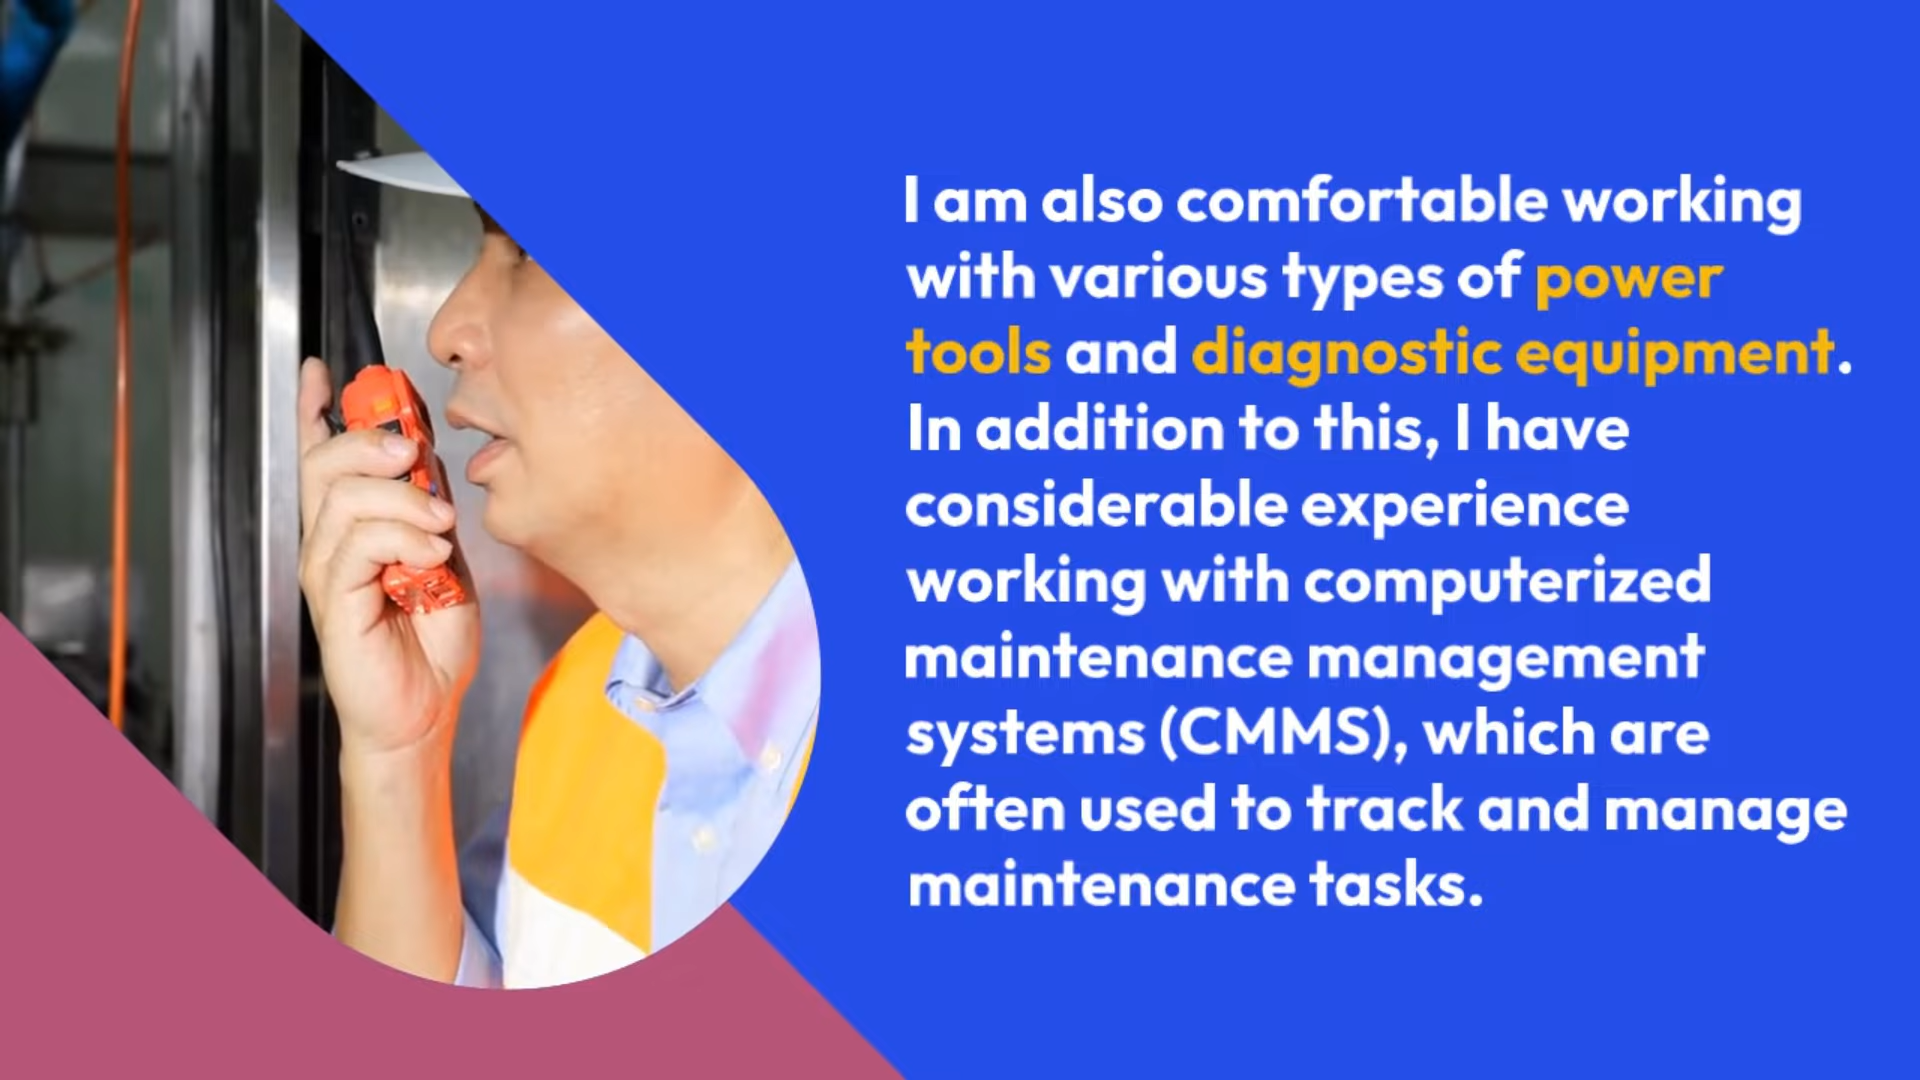 I am also comfortable working
with various types of power
tools and diagnostic equipment.
In addition to this, I have
considerable experience
working with computerized
maintenance management
systems (CMMS), which are
often used to track and manage
maintenance tasks.